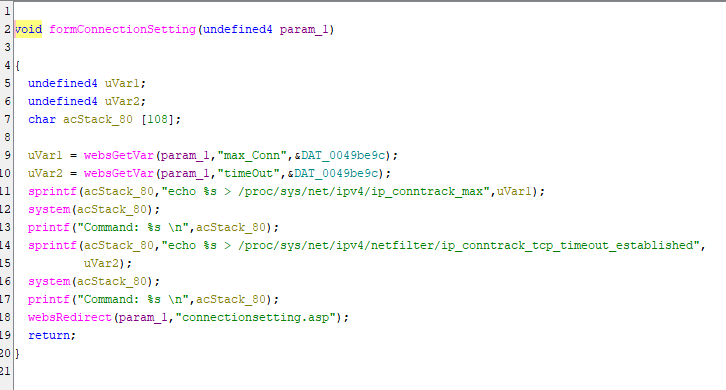 1
2 void formConnectionSetting(undefined4 param_1)
3
4 {
5 undefined4 uVar1;
6 undefined4 uVar2;
7 char acStack_80 [108];
8
9 uVar1 = websGetVar(param_1,"max_Conn",&DAT_0049be9c);
10 uVar2 = websGetVar(param_1,"timeOut",&DAT_0049be9c);
11 sprintf(acStack_80,"echo %s > /proc/sys/net/ipv4/ip_conntrack_max",uVar1);
12 system(acStack_80);
13 printf("Command: %s \n",acStack_80);
14 sprintf(acStack_80,"echo %s > /proc/sys/net/ipv4/netfilter/ip_conntrack_tcp_timeout_established",
15 uVar2);
16 system(acStack_80);
17 printf("Command: %s \n",acStack_80);
18 websRedirect(param_1,"connectionsetting.asp");
19 return;
20 }
21